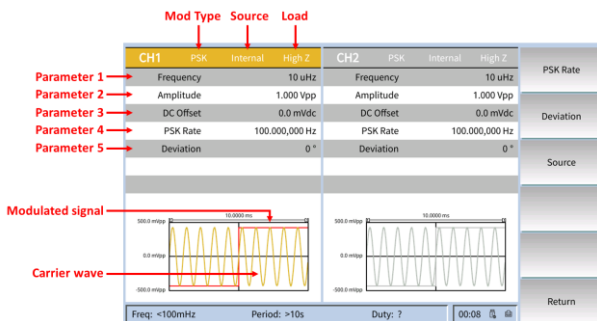 Mod Type Source Load
CH1 PSK Internal High Z CH2 PSK Internal High Z PSK Rate
Parameter 1 Frequency 10 uHz Frequency 10 uHz
Parameter 2 Amplitude 1.000 Vpp Amplitude 1.000 Vpp
Parameter 3 DC Offset 0.0 mVdc DC Offset 0.0 mVdc Deviation
Parameter 4 PSK Rate 100.000,000 Hz PSK Rate 100.000,000 Hz
Parameter 5 Deviation 0 ° Deviation 0 °
Source
Modulated signal 500.0 mVpp 10.0000 ms 500.0 mVpp 10.0000 ms
0.0 mVpp 0.0 mVpp
Carrier wave
-500.0 mVpp -500.0 mVpp
Return
Freq: <100mHz Period: >10s Duty: ? 00:08